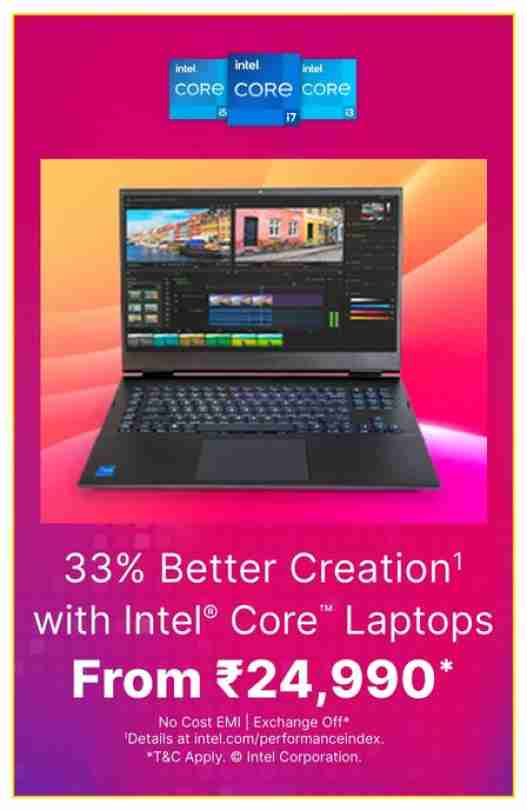 intel
CORE
i5
intel
CORE
i7
intel
CORE
i3
33% Better Creation¹
with Intel® Core™ Laptops
From ₹24,990*
No Cost EMI | Exchange Off*
¹Details at intel.com/performanceindex.
*T&C Apply. © Intel Corporation.